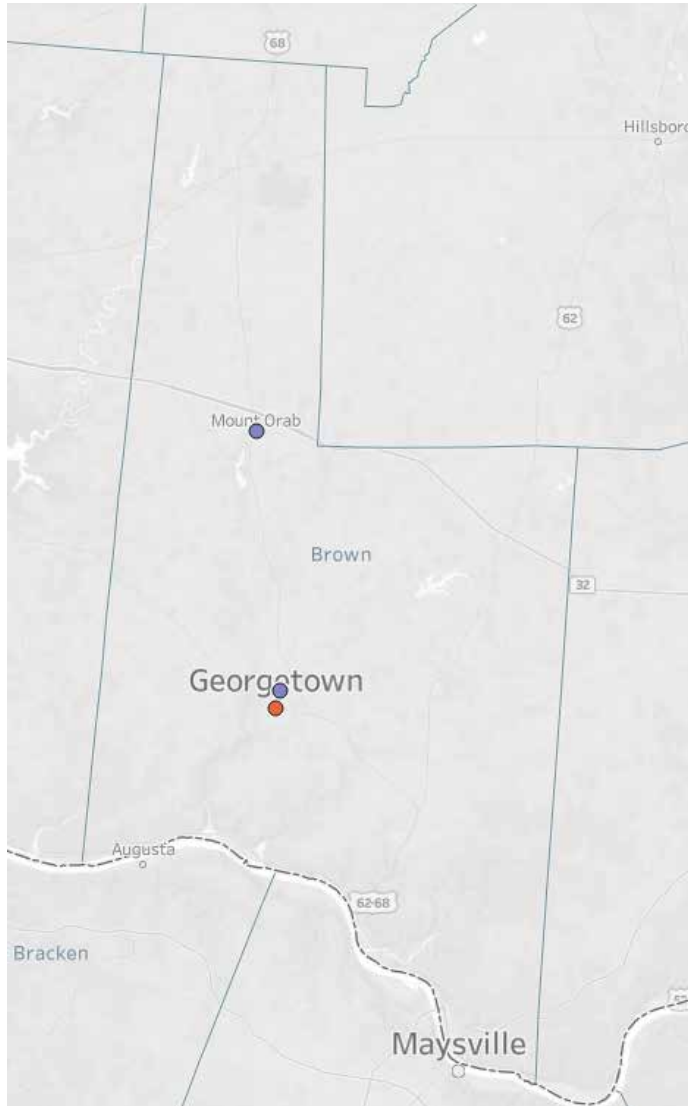 68
Hillsboro
62
Mount Orab
Brown
32
Georgetown
Augusta
62-68
Bracken
Maysville